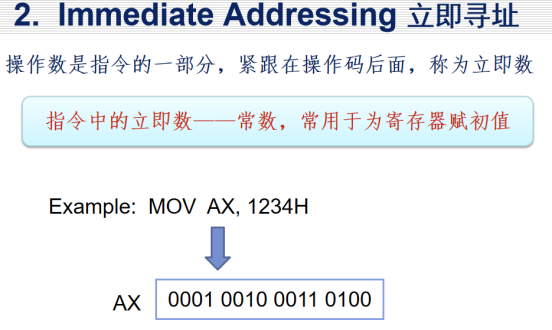 2. Immediate Addressing 立即寻址
操作数是指令的一部分，紧跟在操作码后面，称为立即数
指令中的立即数——常数，常用于为寄存器赋初值
Example: MOV AX, 1234H
AX 0001 0010 0011 0100